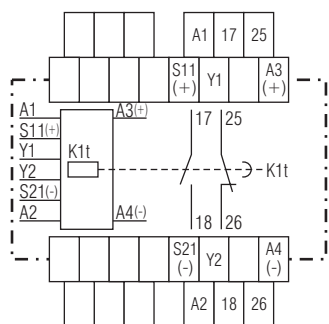 A1 17 25
S11 (+) Y1 A3 (+)
A1 A3(+) 17 25
S11(+)
Y1 K1t
K1t
Y2
S21(-)
A2 A4(-) 18 26
S21 (-) Y2 A4 (-)
A2 18 26